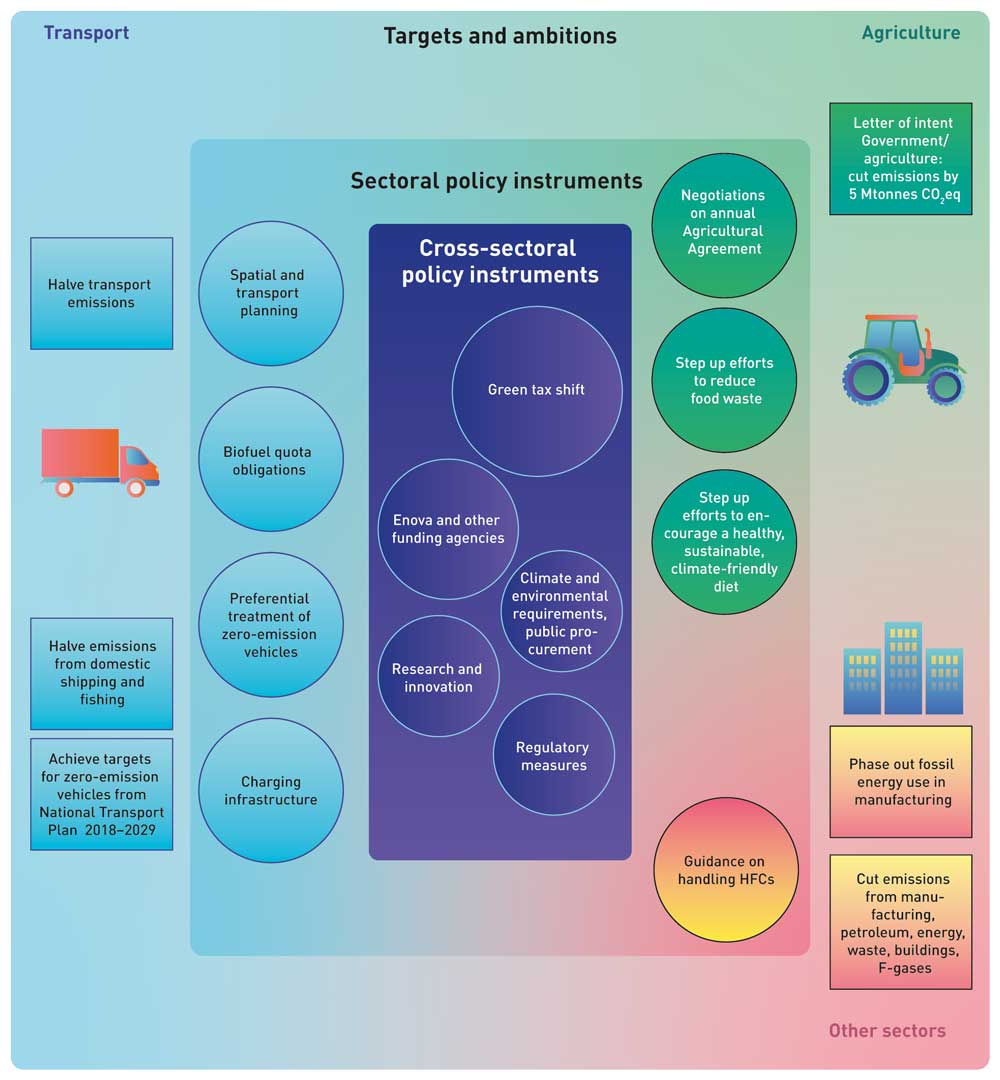 Transport
Targets and ambitions
Agriculture
Letter of intent
Government/
agriculture:
cut emissions by
5 Mtonnes CO₂eq
Sectoral policy instruments
Negotiations
on annual
Agricultural
Agreement
Cross-sectoral
policy instruments
Halve transport
emissions
Spatial and
transport
planning
Green tax shift
Step up efforts
to reduce
food waste
Biofuel quota
obligations
Enova and other
funding agencies
Step up
efforts to en-
courage a healthy,
sustainable,
climate-friendly
diet
Preferential
treatment of
zero-emission
vehicles
Climate and
environmental
requirements,
public pro-
curement
Halve emissions
from domestic
shipping and
fishing
Research and
innovation
Achieve targets
for zero-emission
vehicles from
National Transport
Plan 2018–2029
Charging
infrastructure
Regulatory
measures
Phase out fossil
energy use in
manufacturing
Guidance on
handling HFCs
Cut emissions
from manu-
facturing,
petroleum, energy,
waste, buildings,
F-gases
Other sectors